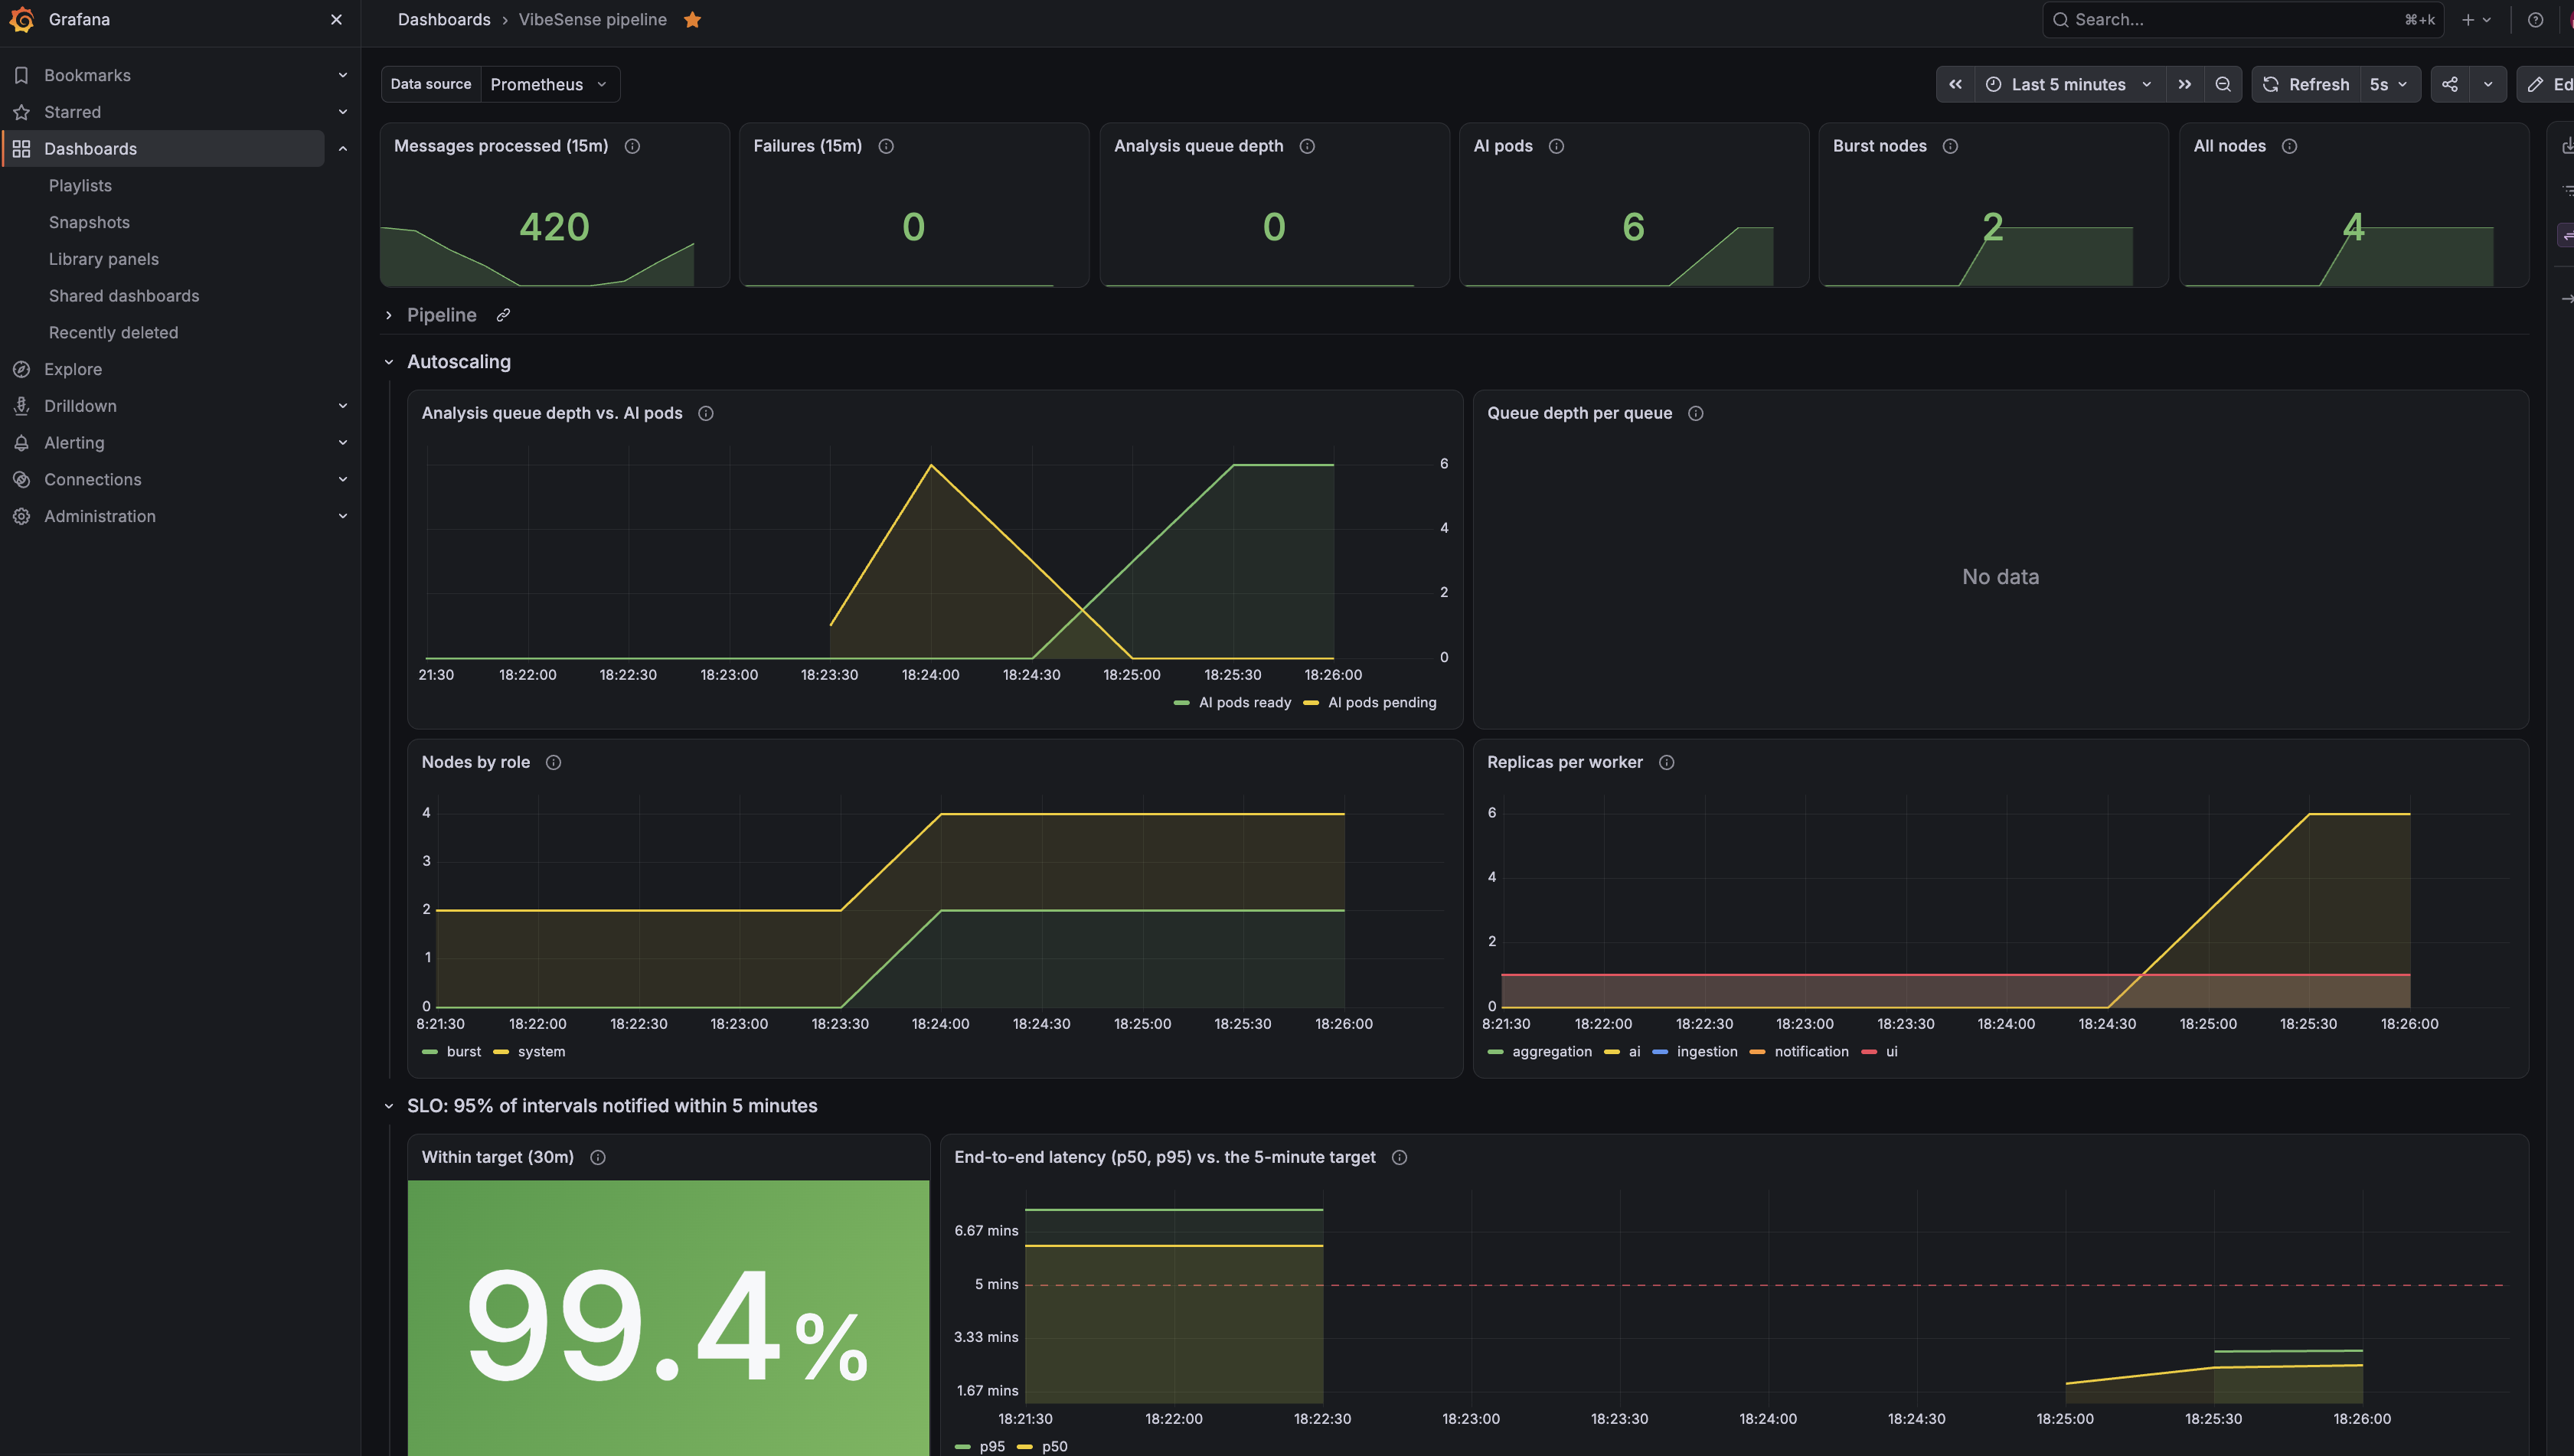 Grafana
Dashboards › VibeSense pipeline
Search...
⌘+k
Bookmarks
Starred
Dashboards
Playlists
Snapshots
Library panels
Shared dashboards
Recently deleted
Explore
Drilldown
Alerting
Connections
Administration
Data source Prometheus
Last 5 minutes
Refresh 5s
Ed
Messages processed (15m)
420
Failures (15m)
0
Analysis queue depth
0
AI pods
6
Burst nodes
2
All nodes
4
Pipeline
Autoscaling
Analysis queue depth vs. AI pods
6
4
2
0
21:30 18:22:00 18:22:30 18:23:00 18:23:30 18:24:00 18:24:30 18:25:00 18:25:30 18:26:00
AI pods ready AI pods pending
Queue depth per queue
No data
Nodes by role
4
3
2
1
0
8:21:30 18:22:00 18:22:30 18:23:00 18:23:30 18:24:00 18:24:30 18:25:00 18:25:30 18:26:00
burst system
Replicas per worker
6
4
2
0
8:21:30 18:22:00 18:22:30 18:23:00 18:23:30 18:24:00 18:24:30 18:25:00 18:25:30 18:26:00
aggregation ai ingestion notification ui
SLO: 95% of intervals notified within 5 minutes
Within target (30m)
99.4%
End-to-end latency (p50, p95) vs. the 5-minute target
6.67 mins
5 mins
3.33 mins
1.67 mins
18:21:30 18:22:00 18:22:30 18:23:00 18:23:30 18:24:00 18:24:30 18:25:00 18:25:30 18:26:00
p95 p50